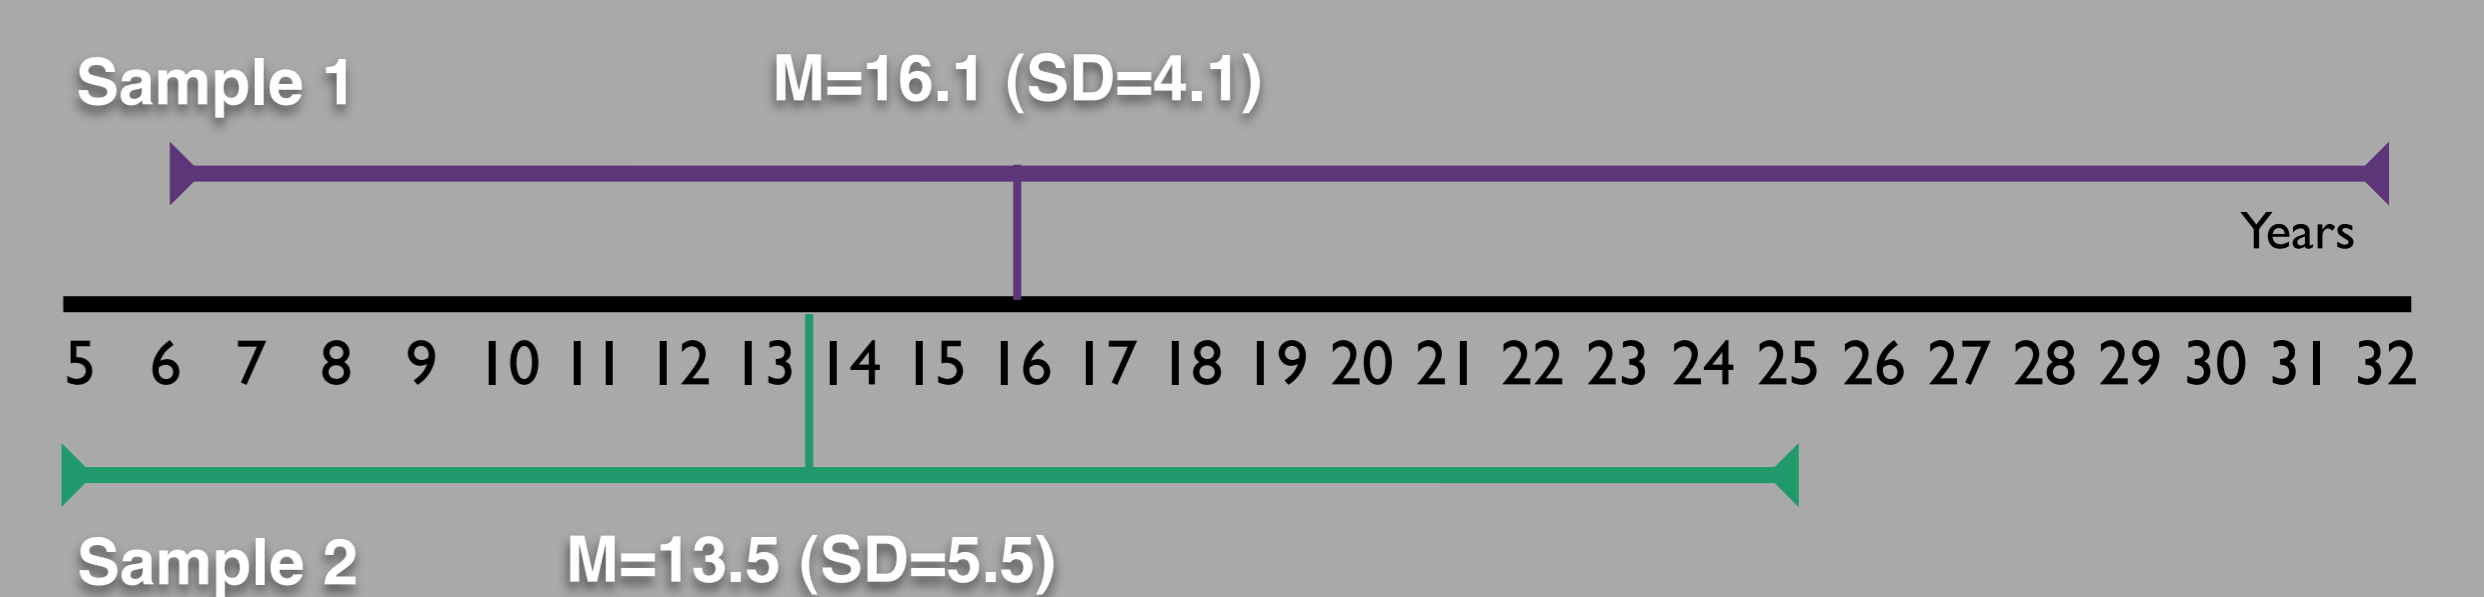 Sample 1
M=16.1 (SD=4.1)
Years
5 6 7 8 9 10 11 12 13 14 15 16 17 18 19 20 21 22 23 24 25 26 27 28 29 30 31 32
Sample 2
M=13.5 (SD=5.5)